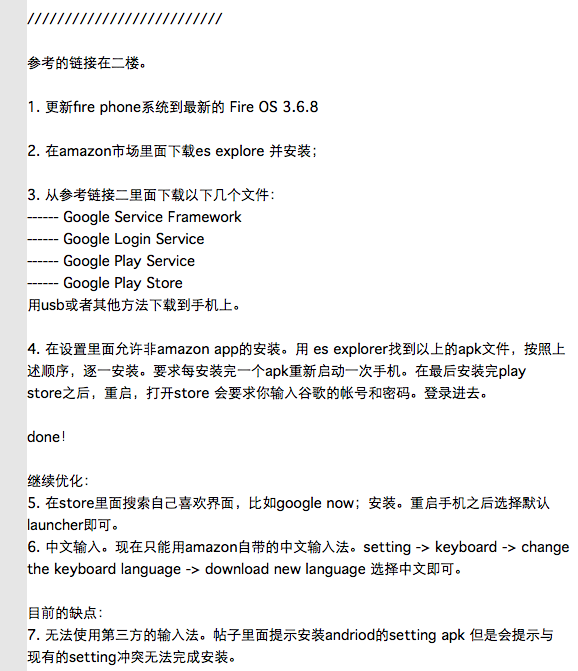 //////////////////////////
参考的链接在二楼。
1. 更新fire phone系统到最新的 Fire OS 3.6.8
2. 在amazon市场里面下载es explore 并安装；
3. 从参考链接二里面下载以下几个文件：
------ Google Service Framework
------ Google Login Service
------ Google Play Service
------ Google Play Store
用usb或者其他方法下载到手机上。
4. 在设置里面允许非amazon app的安装。用 es explorer找到以上的apk文件，按照上
述顺序，逐一安装。要求每安装完一个apk重新启动一次手机。在最后安装完play
store之后，重启，打开store 会要求你输入谷歌的帐号和密码。登录进去。
done！
继续优化：
5. 在store里面搜索自己喜欢界面，比如google now；安装。重启手机之后选择默认
launcher即可。
6. 中文输入。现在只能用amazon自带的中文输入法。setting -> keyboard -> change
the keyboard language -> download new language 选择中文即可。
目前的缺点：
7. 无法使用第三方的输入法。帖子里面提示安装andriod的setting apk 但是会提示与
现有的setting冲突无法完成安装。